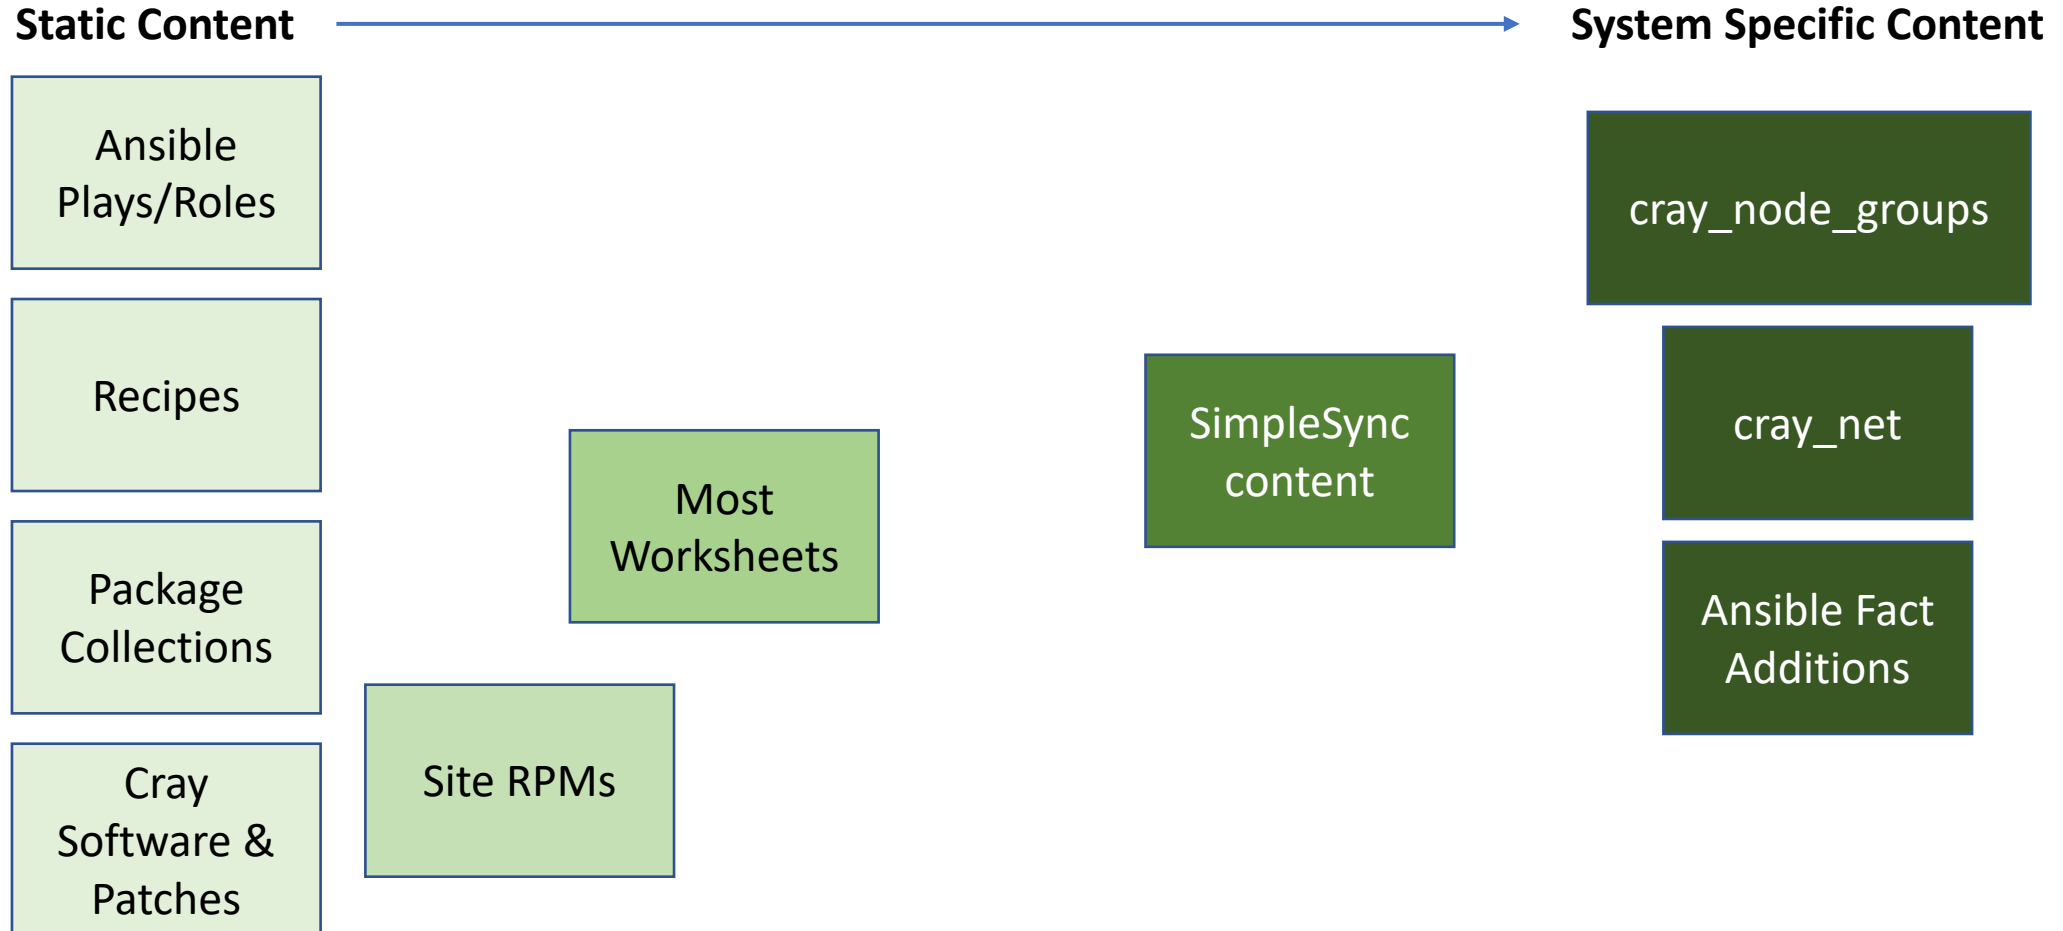 Static Content
System Specific Content
Ansible
Plays/Roles
Recipes
Package
Collections
Cray
Software &
Patches
Site RPMs
Most
Worksheets
SimpleSync
content
cray_node_groups
cray_net
Ansible Fact
Additions